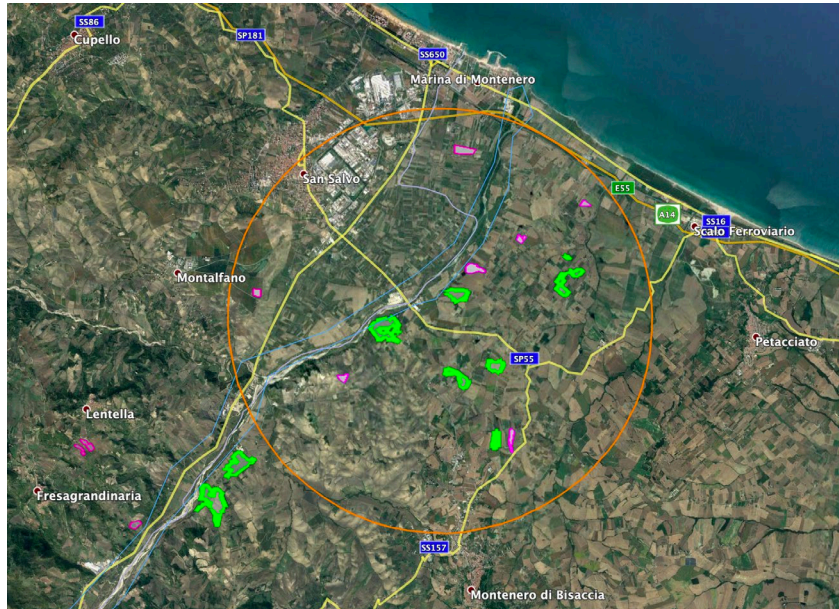 SS86
Cupello
SP181
SS650
Marina di Montenero
San Salvo
E55
A14
SS16
Scalo Ferroviario
Montalfano
Petacciato
SP55
Lentella
Fresagrandinaria
SS157
Montenero di Bisaccia